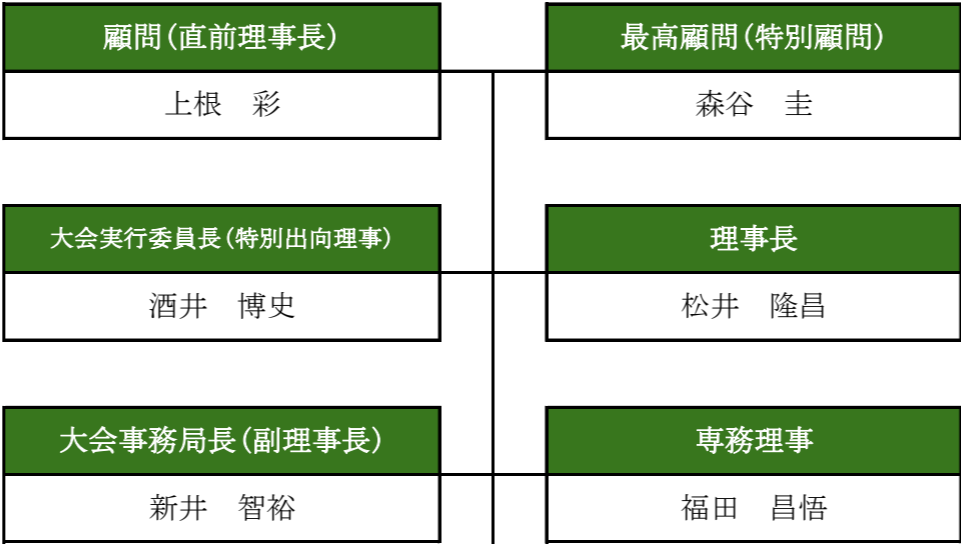 顧問(直前理事長)
最高顧問(特別顧問)
上根　彩
森谷　圭
大会実行委員長(特別出向理事)
理事長
酒井　博史
松井　隆昌
大会事務局長(副理事長)
専務理事
新井　智裕
福田　昌悟